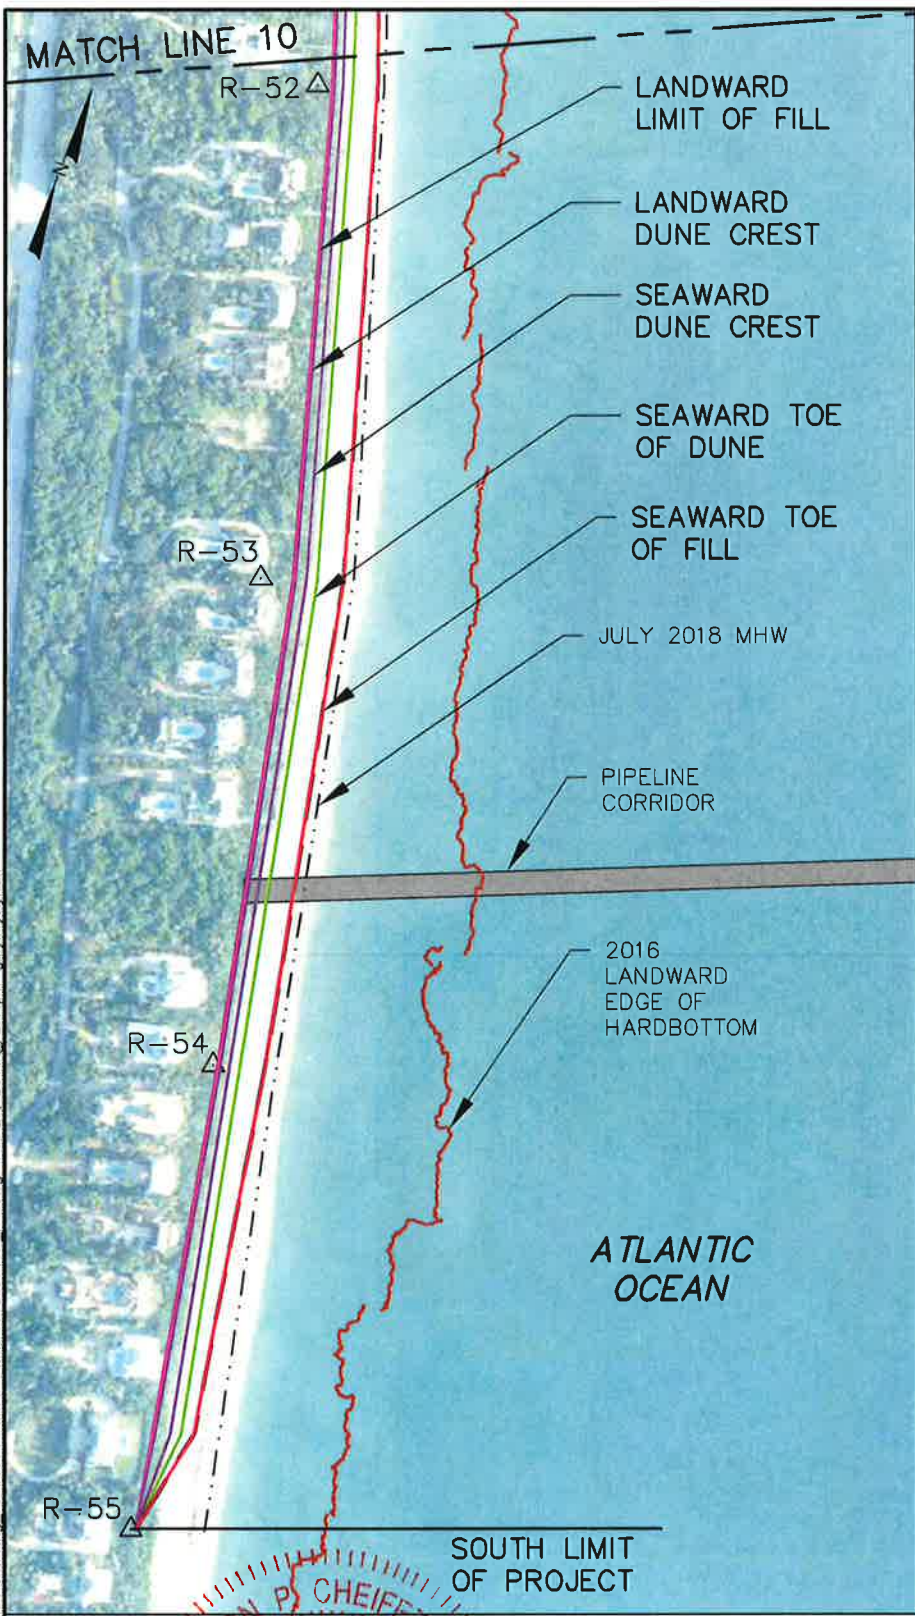 MATCH LINE 10
R-52
N
LANDWARD
LIMIT OF FILL
LANDWARD
DUNE CREST
SEAWARD
DUNE CREST
SEAWARD TOE
OF DUNE
SEAWARD TOE
OF FILL
R-53
JULY 2018 MHW
PIPELINE
CORRIDOR
2016
LANDWARD
EDGE OF
HARDBOTTOM
R-54
ATLANTIC
OCEAN
R-55
SOUTH LIMIT
OF PROJECT
P. CHEIFE